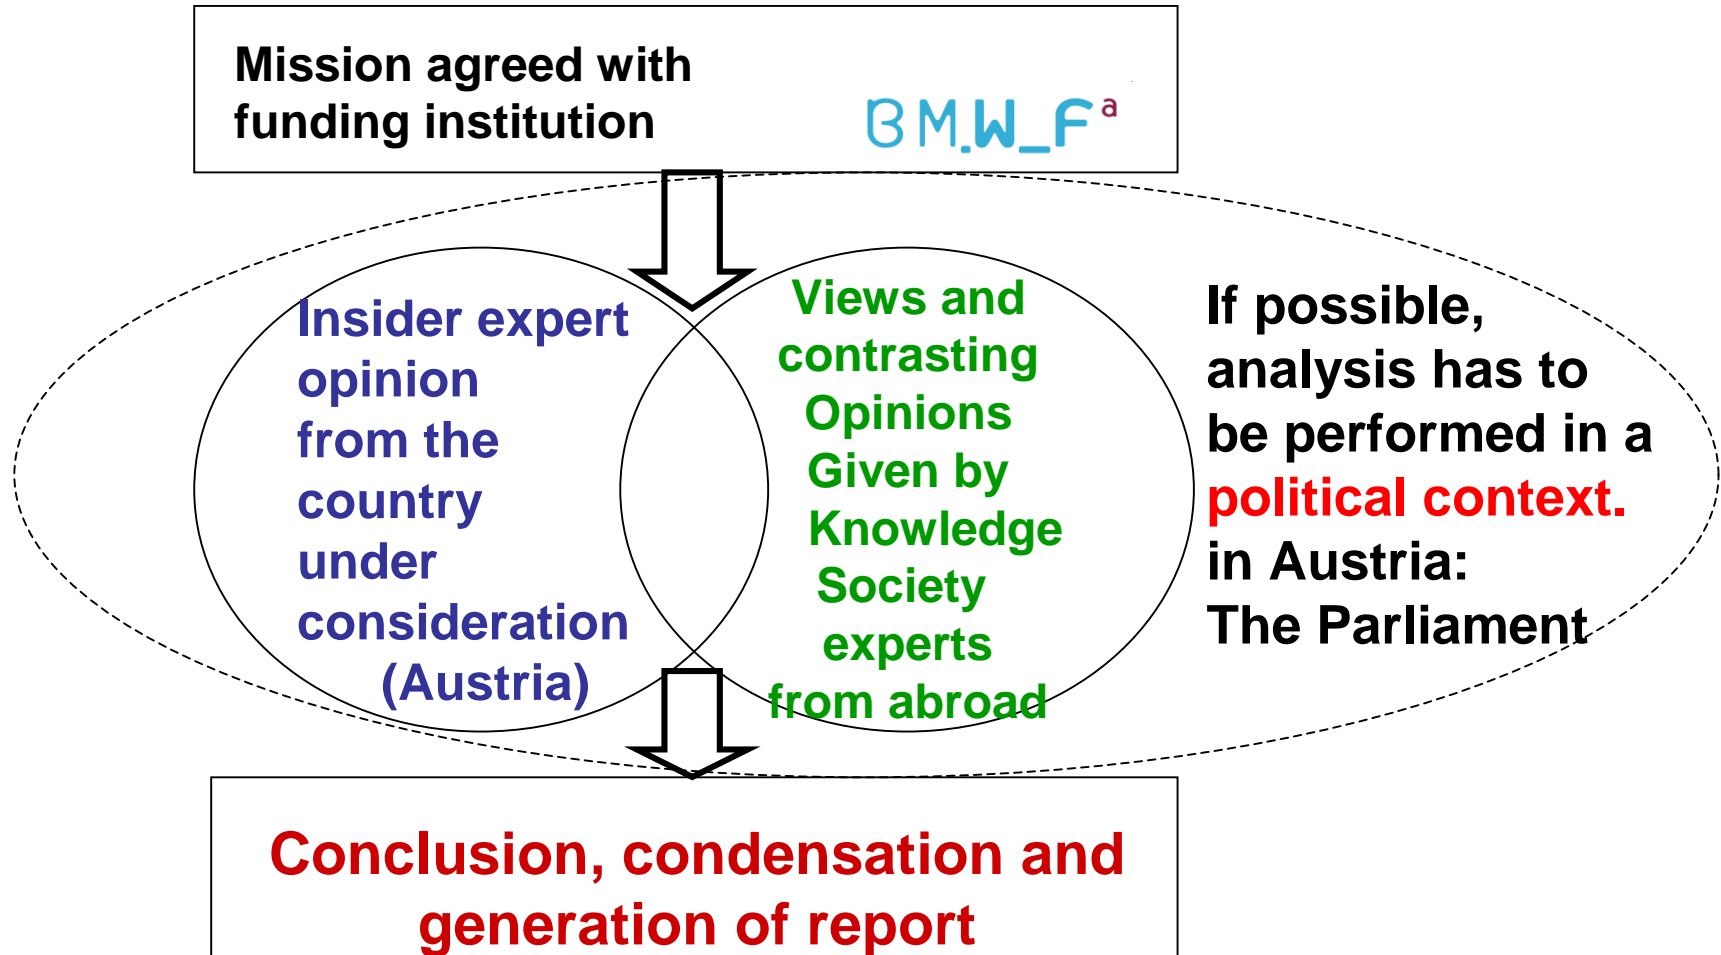 Mission agreed with
funding institution
BM.W_Fª
Insider expert
opinion
from the
country
under
consideration
(Austria)
Views and
contrasting
Opinions
Given by
Knowledge
Society
experts
from abroad
If possible,
analysis has to
be performed in a
political context.
in Austria:
The Parliament
Conclusion, condensation and
generation of report